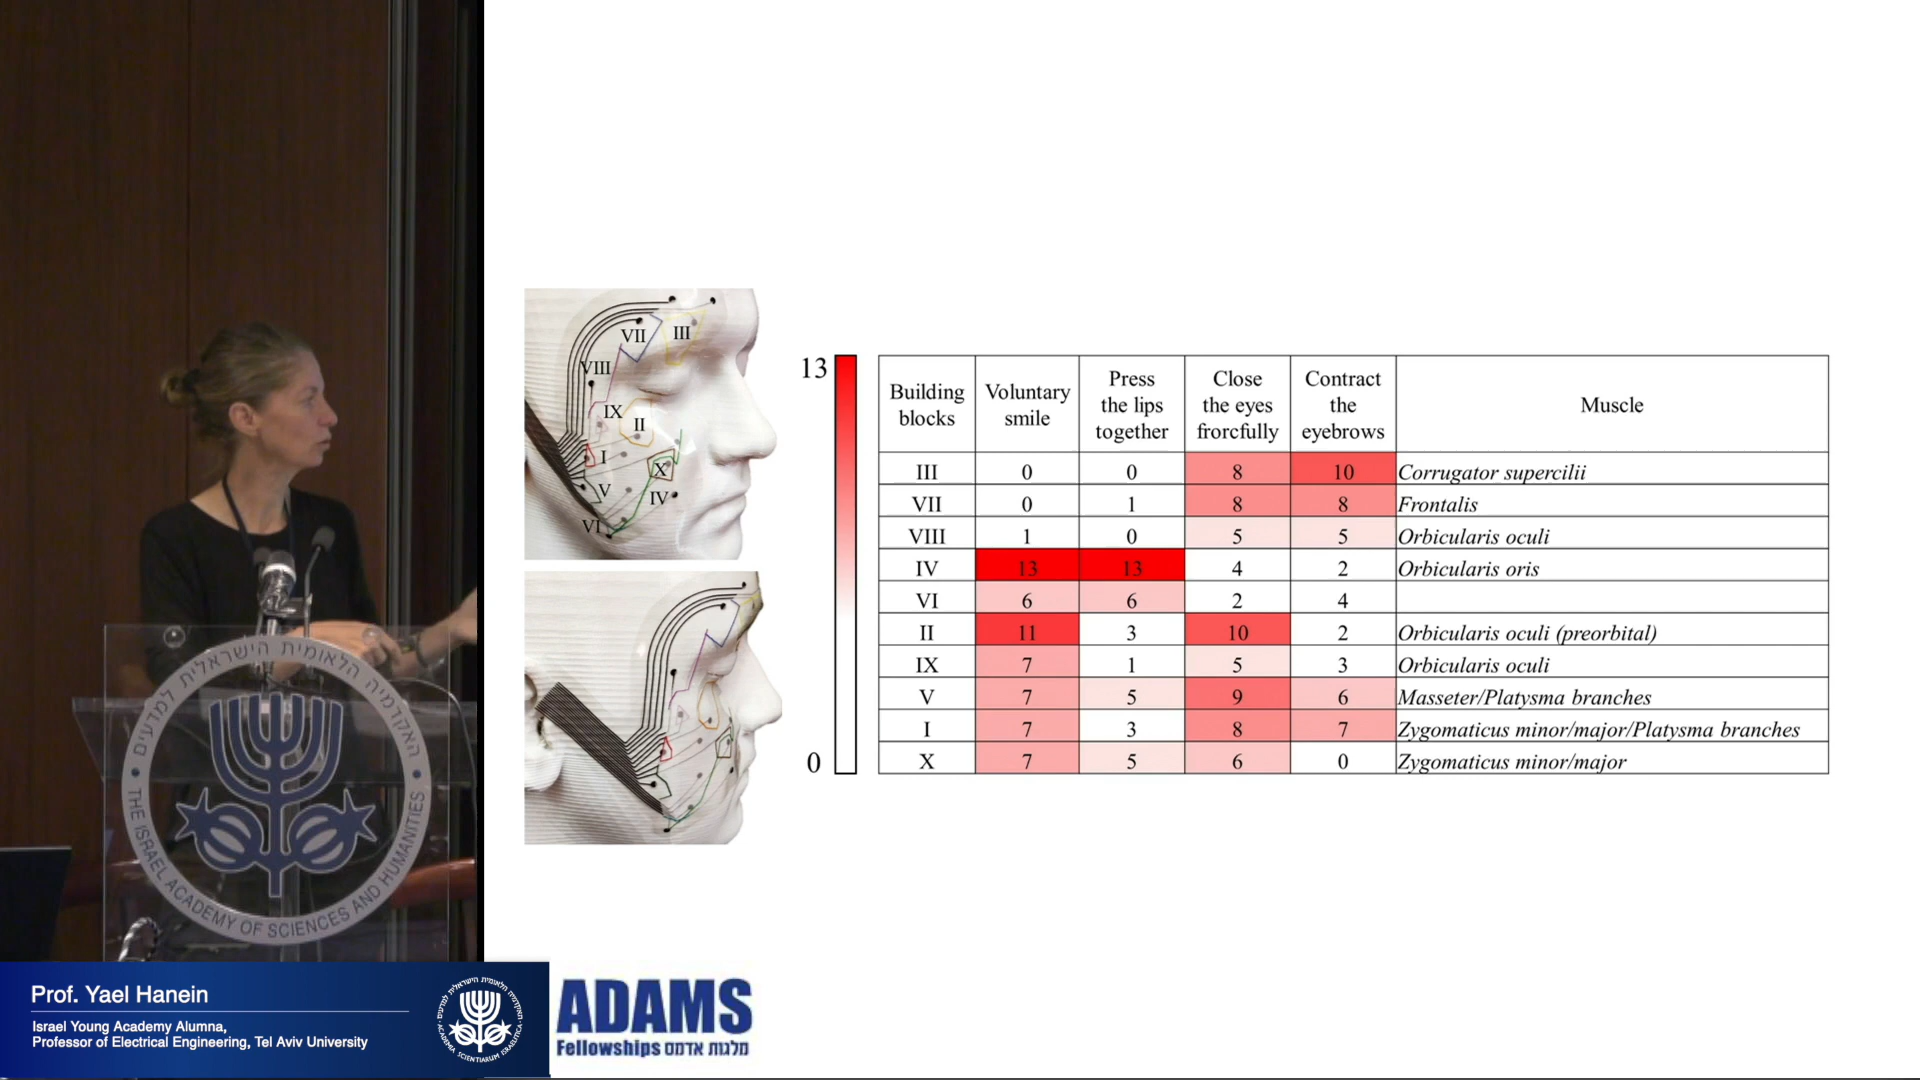 VII
III
VIII
IX
II
I
X
V
IV
VI
13
0
Building blocks | Voluntary smile | Press the lips together | Close the eyes frorcfully | Contract the eyebrows | Muscle
III | 0 | 0 | 8 | 10 | Corrugator supercilii
VII | 0 | 1 | 8 | 8 | Frontalis
VIII | 1 | 0 | 5 | 5 | Orbicularis oculi
IV | 13 | 13 | 4 | 2 | Orbicularis oris
VI | 6 | 6 | 2 | 4
II | 11 | 3 | 10 | 2 | Orbicularis oculi (preorbital)
IX | 7 | 1 | 5 | 3 | Orbicularis oculi
V | 7 | 5 | 9 | 6 | Masseter/Platysma branches
I | 7 | 3 | 8 | 7 | Zygomaticus minor/major/Platysma branches
X | 7 | 5 | 6 | 0 | Zygomaticus minor/major
האקדמיה הלאומית הישראלית למדעים
THE ISRAEL ACADEMY OF SCIENCES AND HUMANITIES
Prof. Yael Hanein
Israel Young Academy Alumna,
Professor of Electrical Engineering, Tel Aviv University
ADAMS
Fellowships מלגות אדמס